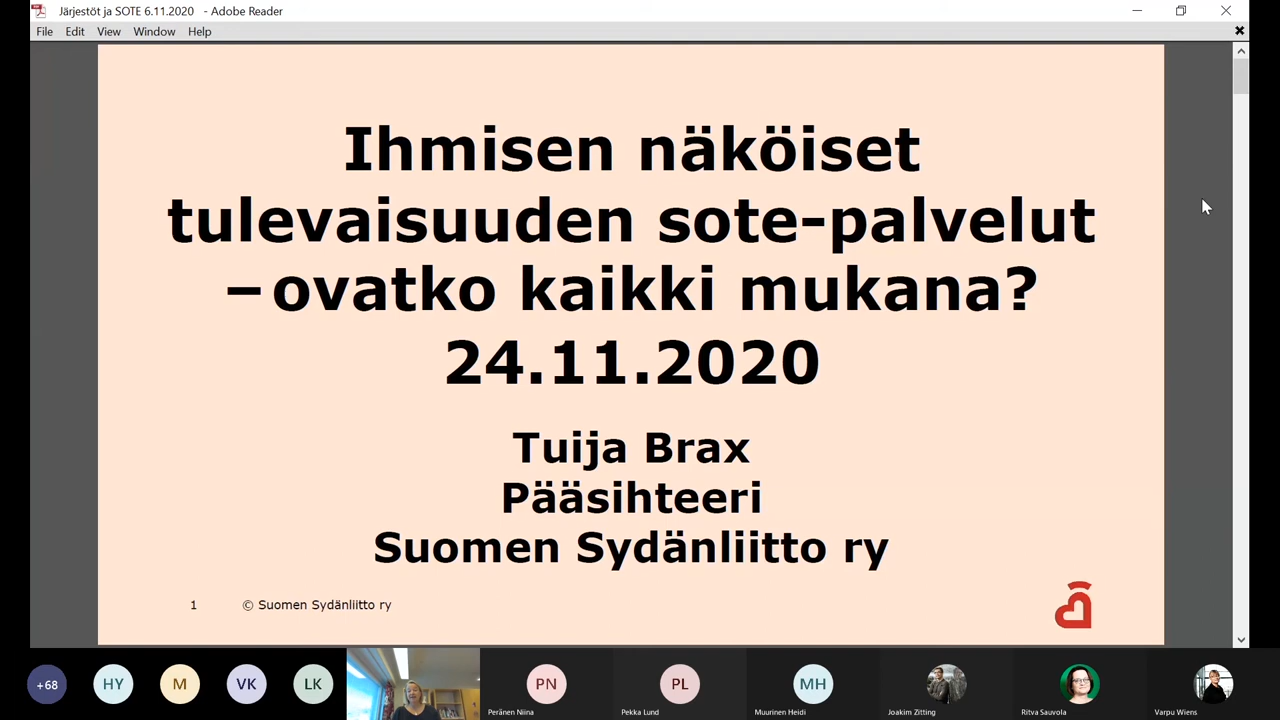 Järjestöt ja SOTE 6.11.2020 - Adobe Reader
File Edit View Window Help
Ihmisen näköiset
tulevaisuuden sote-palvelut
–ovatko kaikki mukana?
24.11.2020
Tuija Brax
Pääsihteeri
Suomen Sydänliitto ry
1 © Suomen Sydänliitto ry
+68 HY M VK LK PN PL MH
Peränen Niina Pekka Lund Muurinen Heidi Joakim Zitting Ritva Sauvola Varpu Wiens